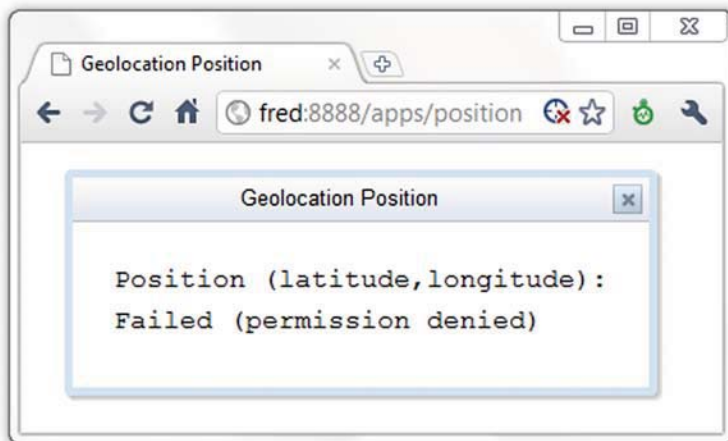 Geolocation Position
fred:8888/apps/position
Geolocation Position
Position (latitude,longitude):
Failed (permission denied)